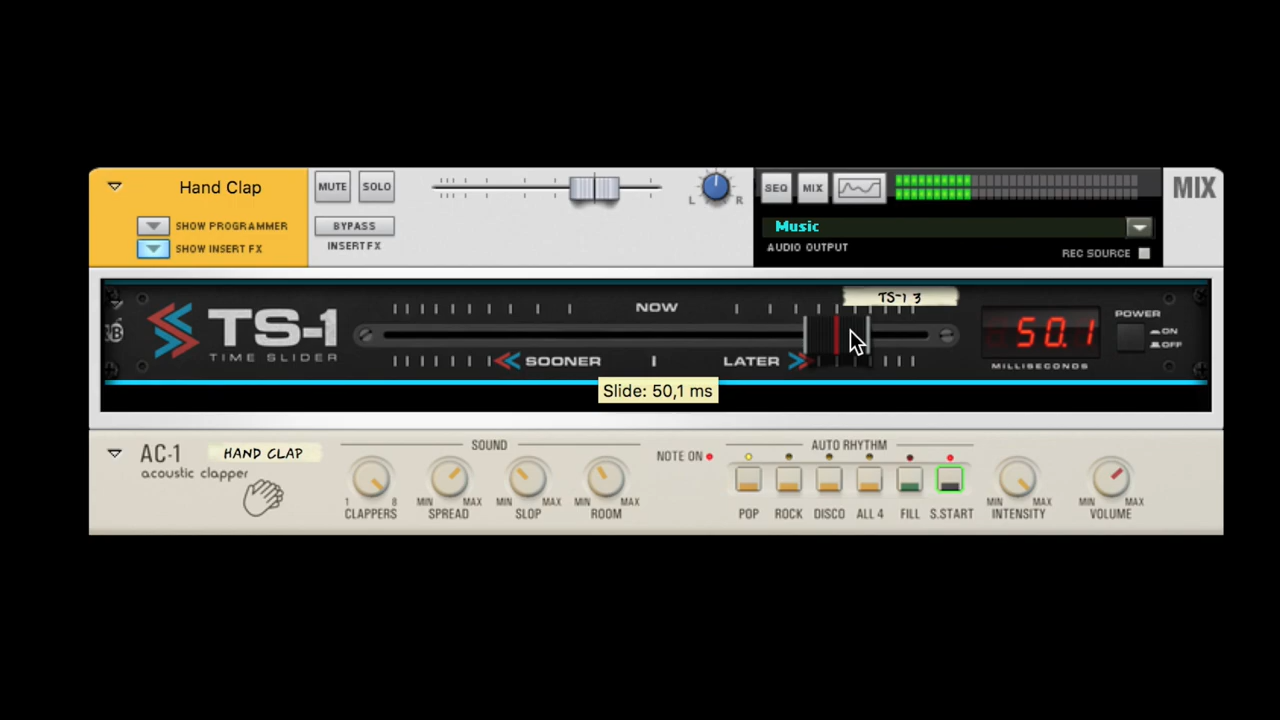 Hand Clap
MUTE
SOLO
L
R
SEQ
MIX
MIX
SHOW PROGRAMMER
BYPASS
Music
SHOW INSERT FX
INSERT FX
AUDIO OUTPUT
REC SOURCE
TS-1
TIME SLIDER
NOW
TS-1 3
SOONER
LATER
50.1
MILLISECONDS
POWER
ON
OFF
Slide: 50,1 ms
AC-1
HAND CLAP
acoustic clapper
SOUND
1 8
CLAPPERS
MIN MAX
SPREAD
MIN MAX
SLOP
MIN MAX
ROOM
NOTE ON
AUTO RHYTHM
POP
ROCK
DISCO
ALL 4
FILL
S.START
MIN MAX
INTENSITY
MIN MAX
VOLUME